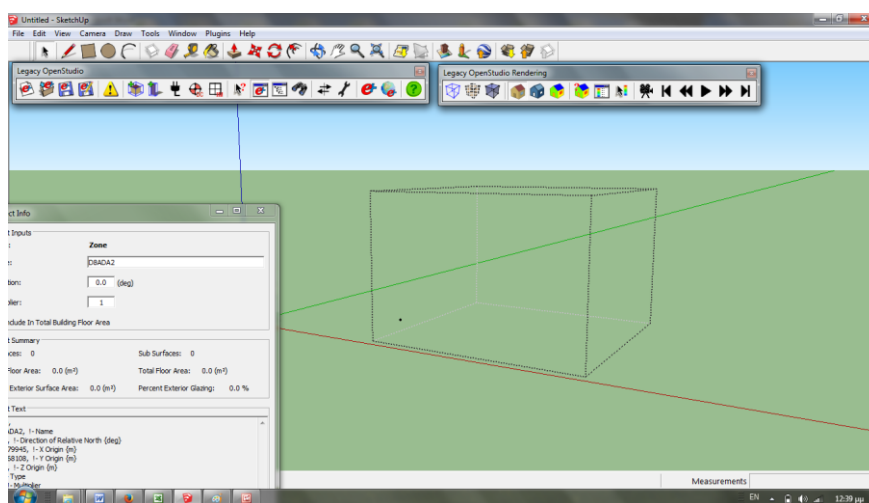 Untitled - SketchUp
File Edit View Camera Draw Tools Window Plugins Help
Legacy OpenStudio
Legacy OpenStudio Rendering
ct Info
t Inputs
: Zone
e: D8ADA2
tion: 0.0 (deg)
plier: 1
nclude In Total Building Floor Area
t Summary
aces: 0 Sub Surfaces: 0
Floor Area: 0.0 (m²) Total Floor Area: 0.0 (m²)
Exterior Surface Area: 0.0 (m²) Percent Exterior Glazing: 0.0 %
t Text
ADA2, !- Name
, !- Direction of Relative North {deg}
79945, !- X Origin {m}
58108, !- Y Origin {m}
, !- Z Origin {m}
Type
!- Multiplier
Measurements
EN 12:39 μμ